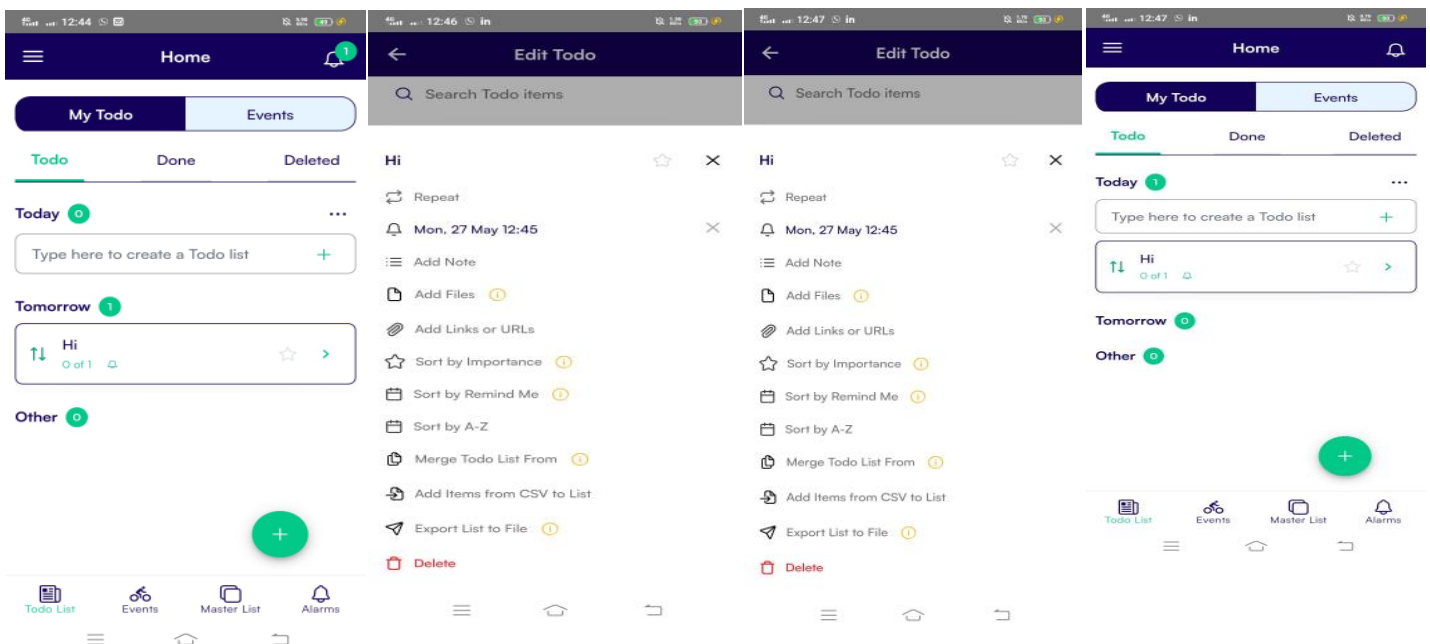 12:44
49
Home
1
My Todo Events
Todo Done Deleted
Today 0
Type here to create a Todo list
Tomorrow 1
Hi
0 of 1
Other 0
Todo List Events Master List Alarms
12:46 in
Edit Todo
Search Todo items
Hi
Repeat
Mon, 27 May 12:45
Add Note
Add Files
Add Links or URLs
Sort by Importance
Sort by Remind Me
Sort by A-Z
Merge Todo List From
Add Items from CSV to List
Export List to File
Delete
12:47 in
Edit Todo
Search Todo items
Hi
Repeat
Mon, 27 May 12:45
Add Note
Add Files
Add Links or URLs
Sort by Importance
Sort by Remind Me
Sort by A-Z
Merge Todo List From
Add Items from CSV to List
Export List to File
Delete
12:47 in
Home
My Todo Events
Todo Done Deleted
Today 1
Type here to create a Todo list
Hi
0 of 1
Tomorrow 0
Other 0
Todo List Events Master List Alarms